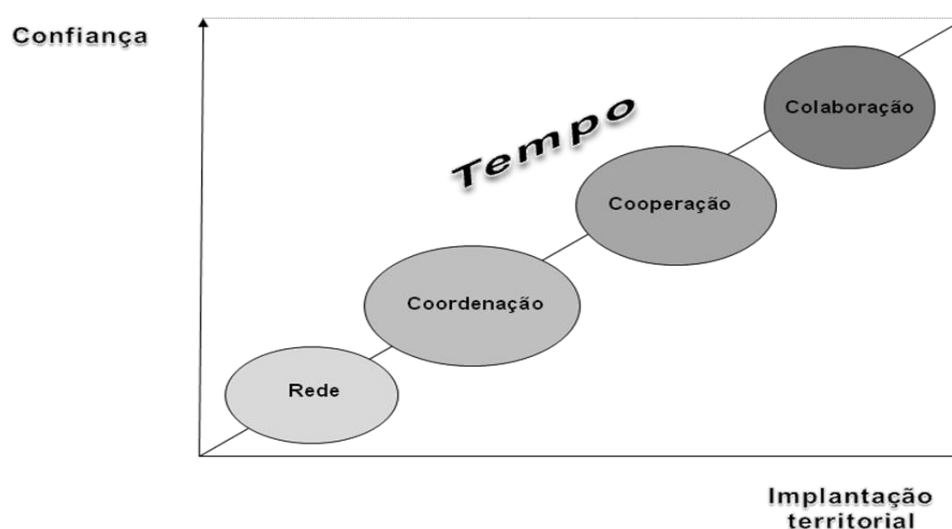 Confiança
Tempo
Colaboração
Cooperação
Coordenação
Rede
Implantação
territorial